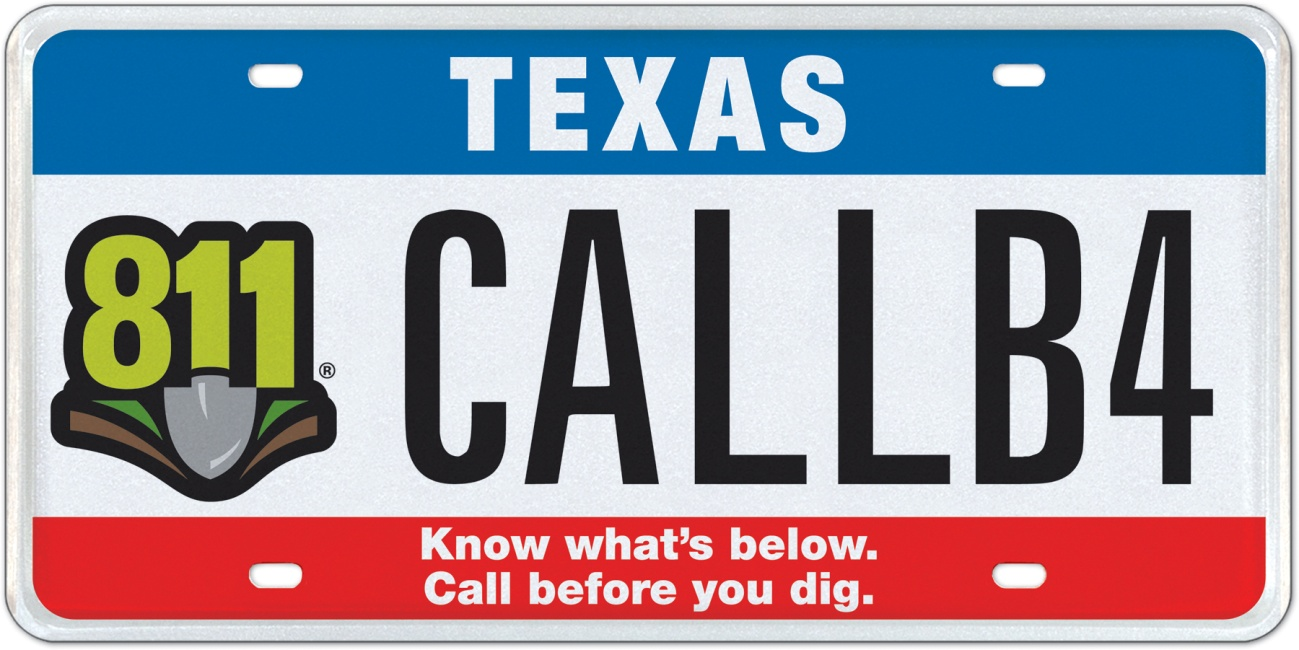 TEXAS
811®
CALLB4
Know what's below.
Call before you dig.